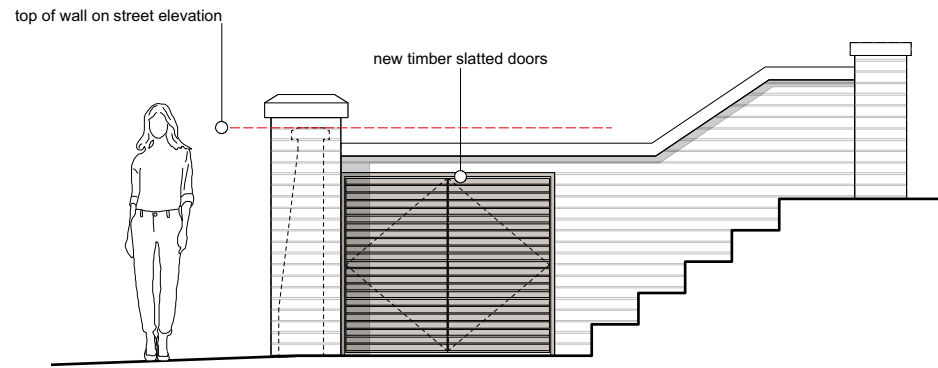 top of wall on street elevation
new timber slatted doors